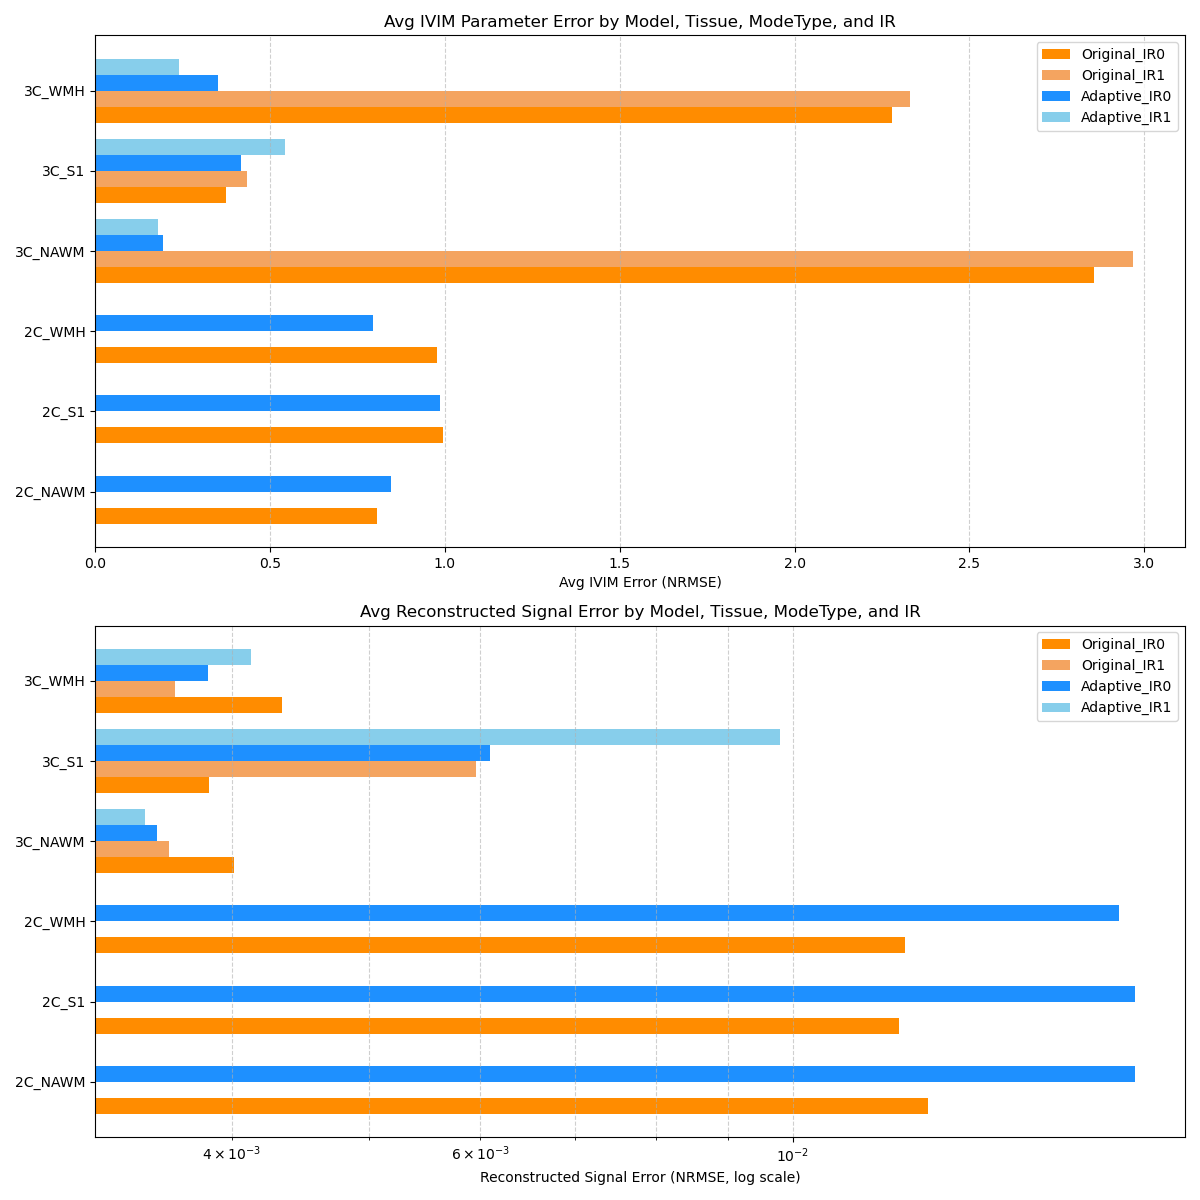 Avg IVIM Parameter Error by Model, Tissue, ModeType, and IR
Original_IR0
Original_IR1
Adaptive_IR0
Adaptive_IR1
3C_WMH
3C_S1
3C_NAWM
2C_WMH
2C_S1
2C_NAWM
0.0 0.5 1.0 1.5 2.0 2.5 3.0
Avg IVIM Error (NRMSE)
Avg Reconstructed Signal Error by Model, Tissue, ModeType, and IR
Original_IR0
Original_IR1
Adaptive_IR0
Adaptive_IR1
3C_WMH
3C_S1
3C_NAWM
2C_WMH
2C_S1
2C_NAWM
4 × 10⁻³ 6 × 10⁻³ 10⁻²
Reconstructed Signal Error (NRMSE, log scale)